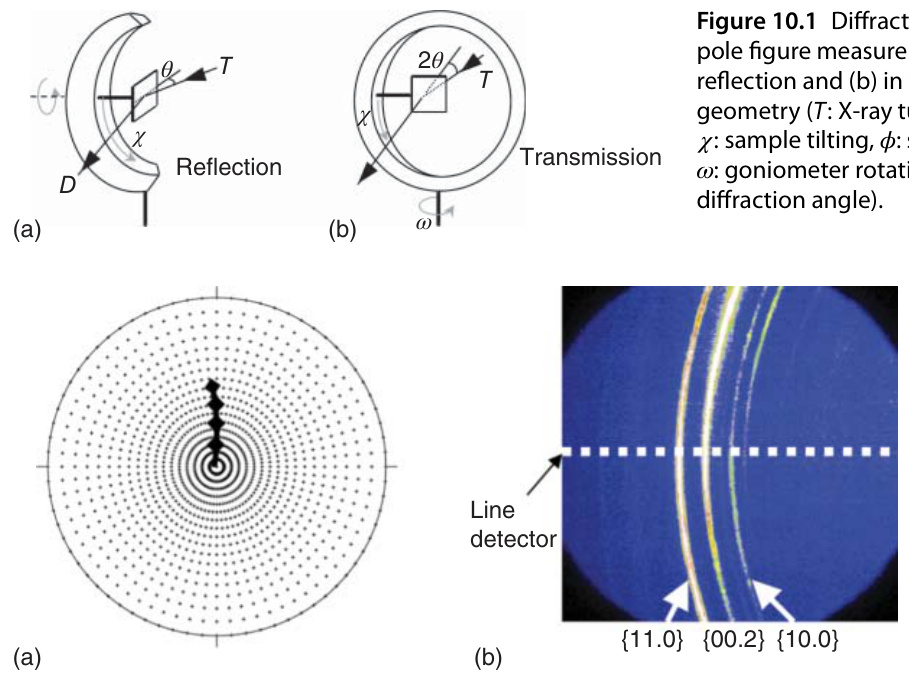 θ
T
χ
D
Reflection
(a)
2θ
T
χ
Transmission
ω
(b)
Figure 10.1 Diffract
pole figure measure
reflection and (b) in
geometry (T: X-ray tu
χ: sample tilting, ϕ: s
ω: goniometer rotati
diffraction angle).
(a)
Line
detector
{11.0} {00.2} {10.0}
(b)